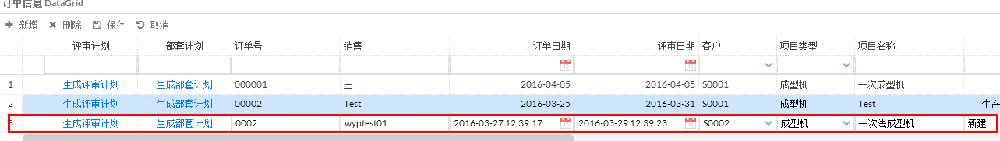 订单信息 DataGrid
新增 删除 保存 取消
评审计划 部套计划 订单号 销售 订单日期 评审日期 客户 项目类型 项目名称
1 生成评审计划 生成部套计划 000001 王 2016-04-05 2016-04-05 S0001 成型机 一次成型机
2 生成评审计划 生成部套计划 00002 Test 2016-03-25 2016-03-31 S0001 成型机 Test 生产
3 生成评审计划 生成部套计划 0002 wyptest01 2016-03-27 12:39:17 2016-03-29 12:39:23 S0002 成型机 一次法成型机 新建